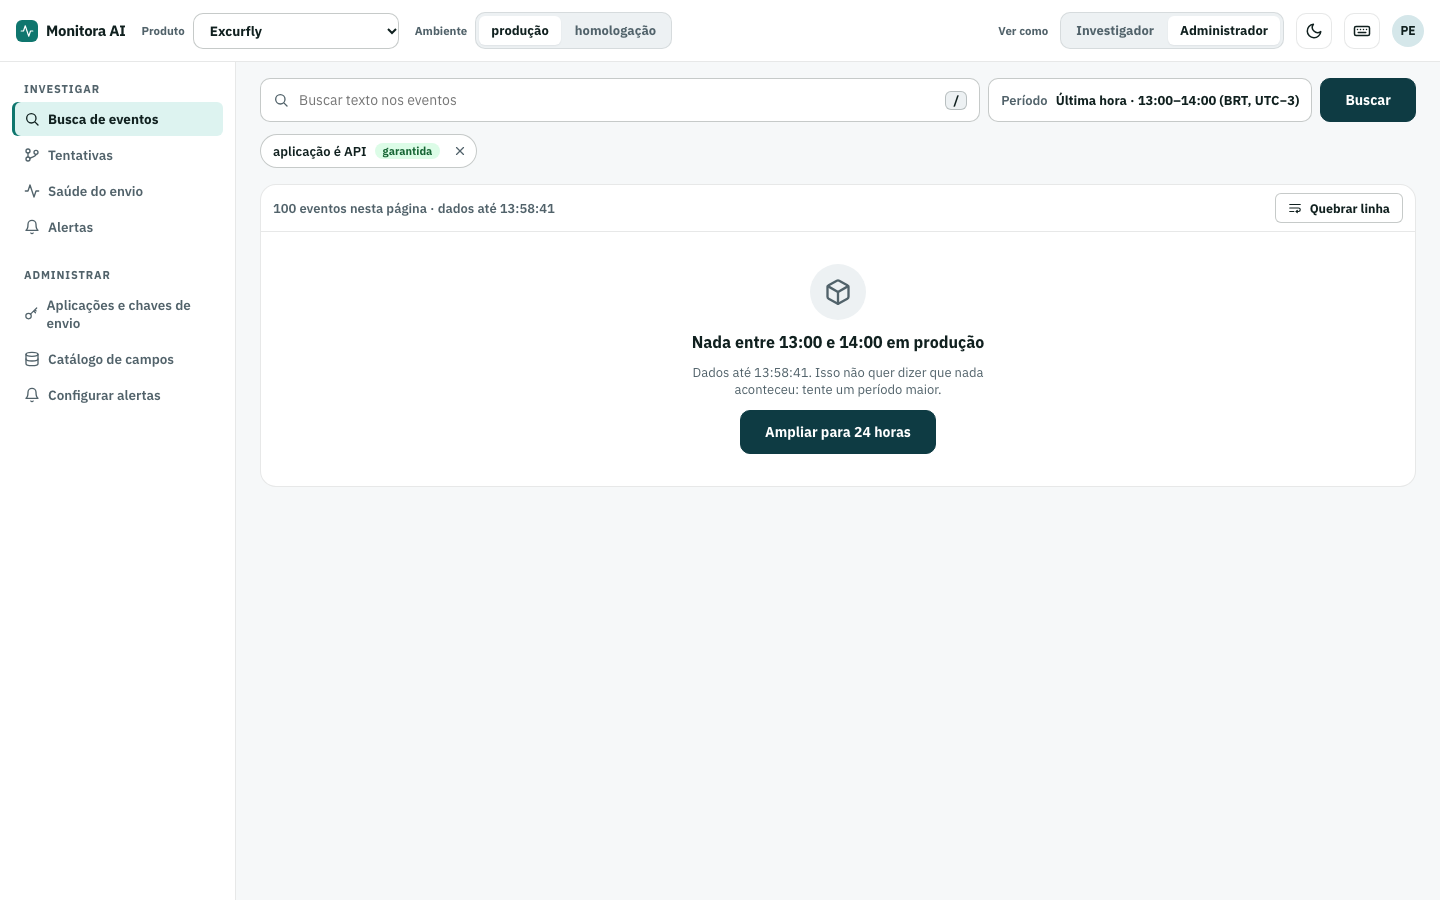 Monitora AI
Produto
Excurfly
Ambiente
produção
homologação
Ver como
Investigador
Administrador
PE
INVESTIGAR
Busca de eventos
Tentativas
Saúde do envio
Alertas
ADMINISTRAR
Aplicações e chaves de
envio
Catálogo de campos
Configurar alertas
Buscar texto nos eventos
/
Período Última hora · 13:00–14:00 (BRT, UTC−3)
Buscar
aplicação é API garantida
100 eventos nesta página · dados até 13:58:41
Quebrar linha
Nada entre 13:00 e 14:00 em produção
Dados até 13:58:41. Isso não quer dizer que nada
aconteceu: tente um período maior.
Ampliar para 24 horas